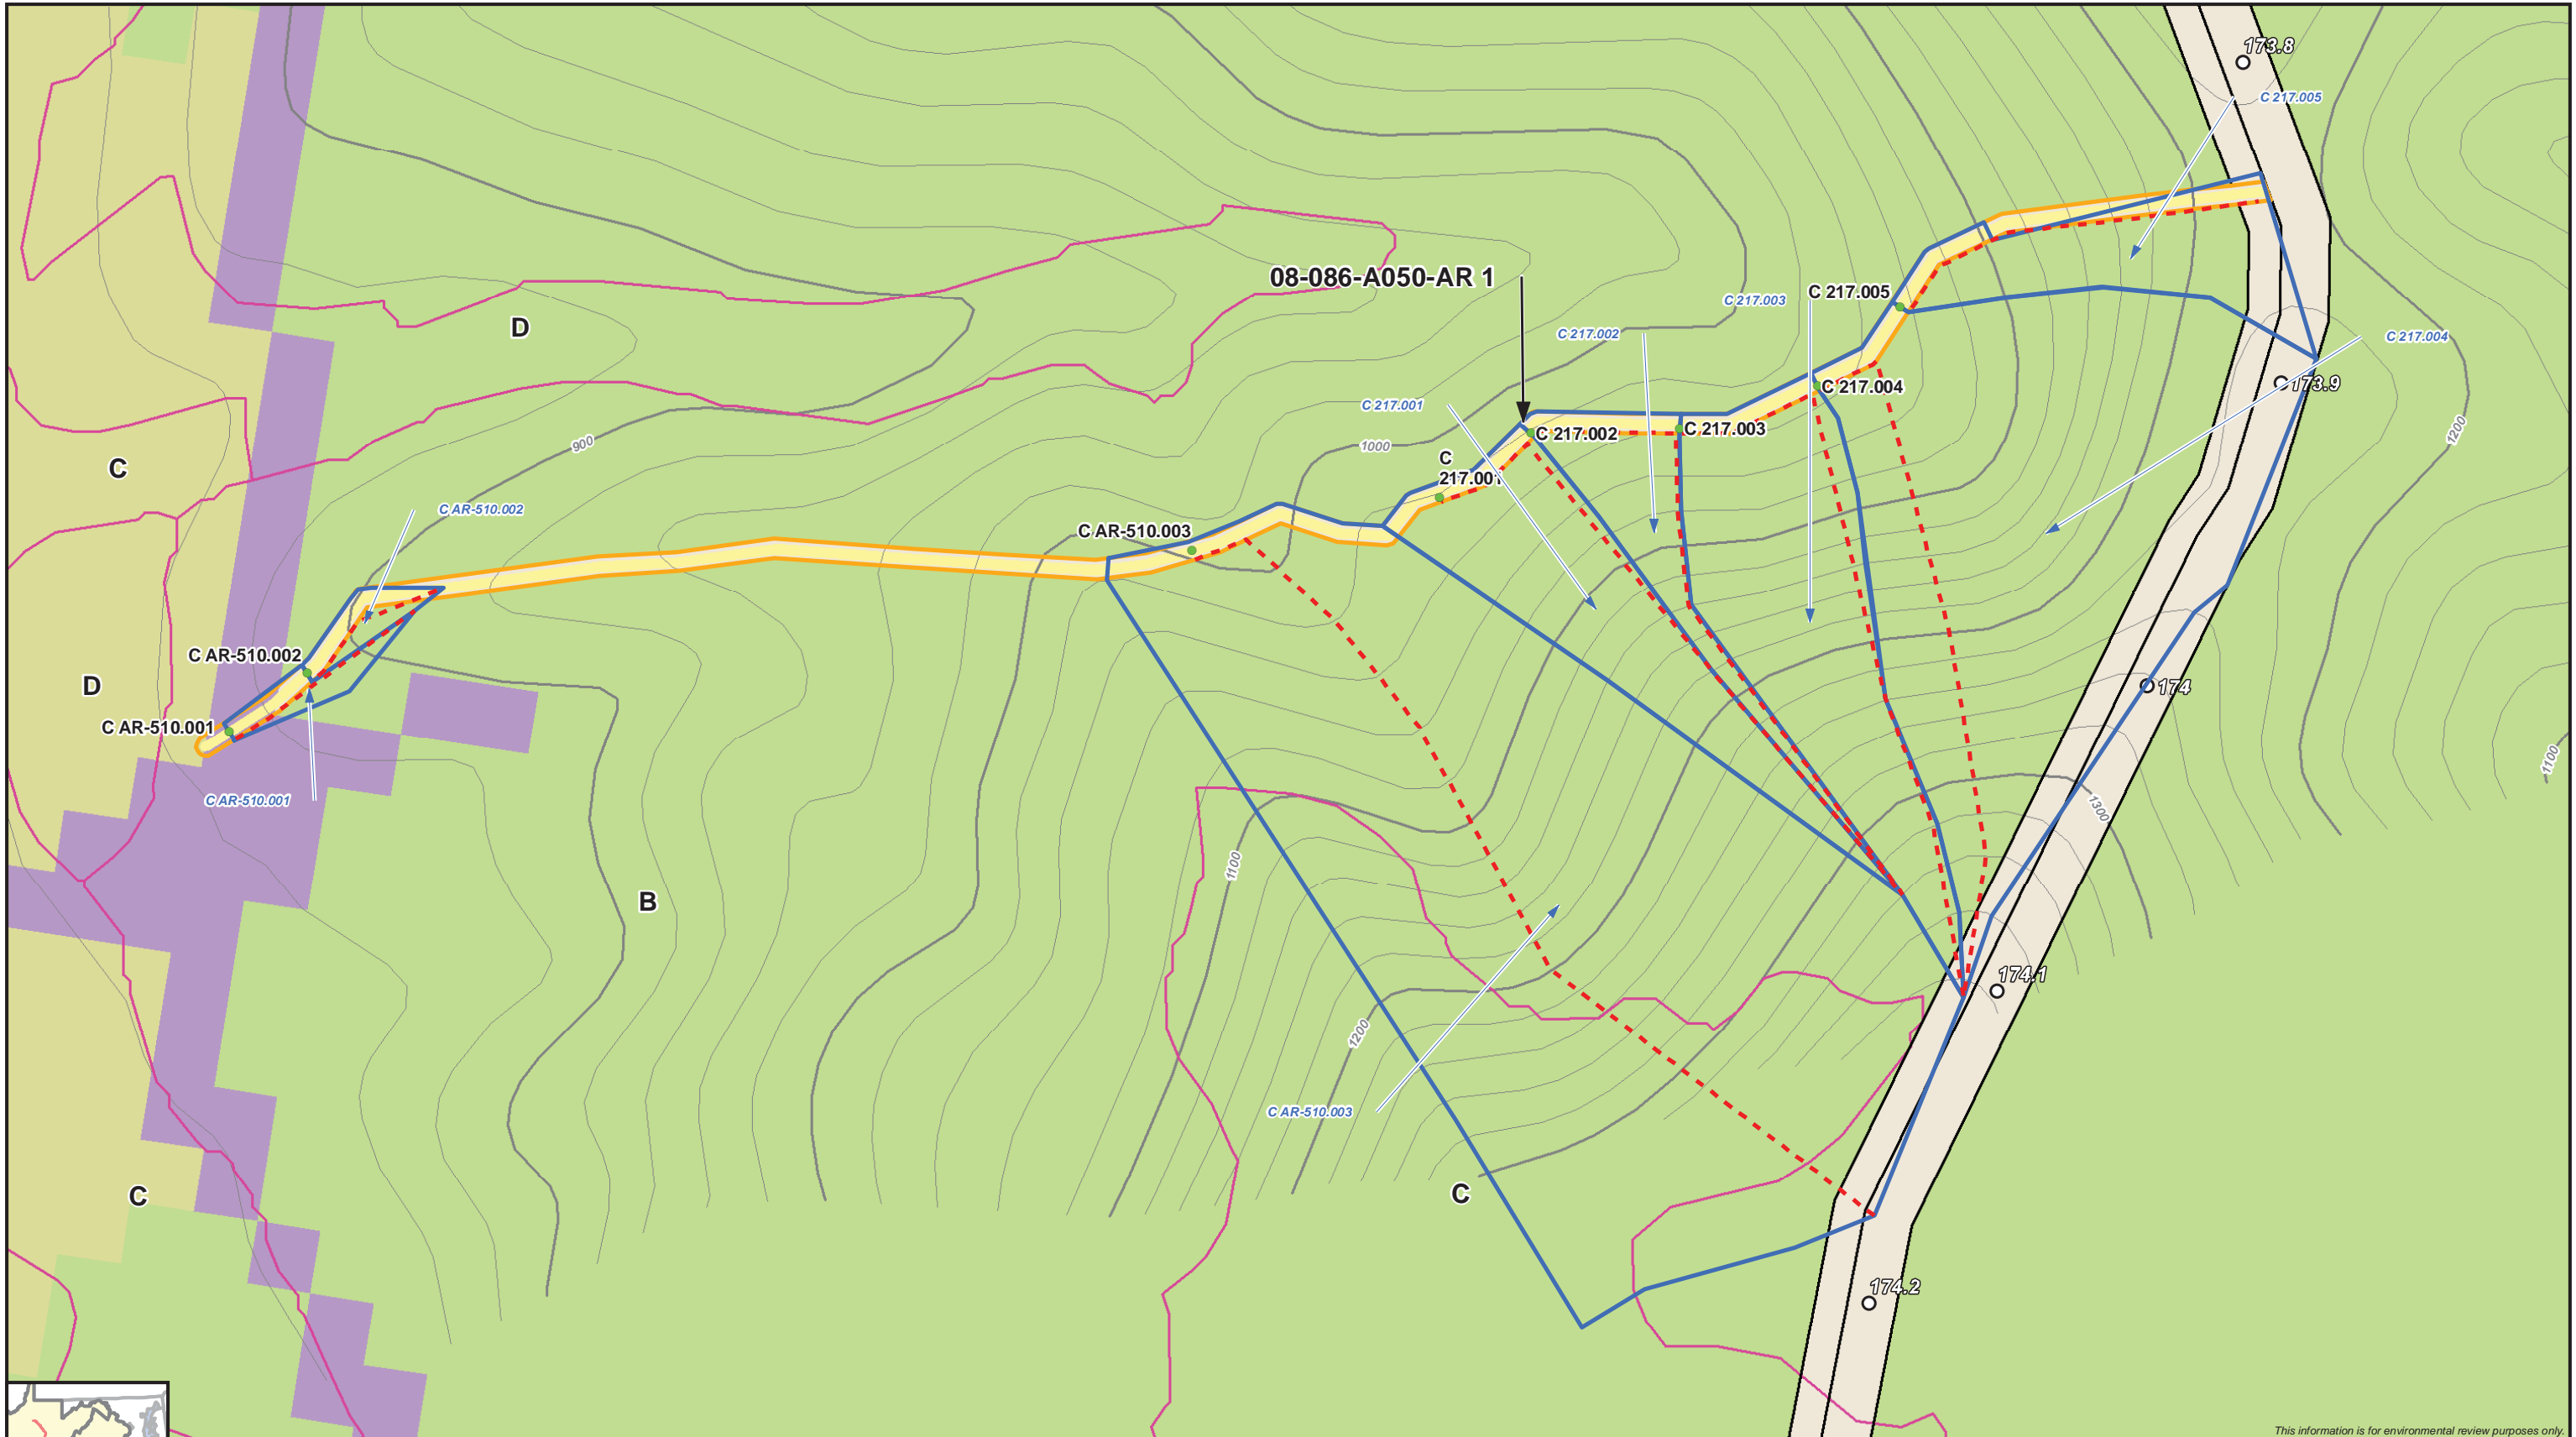 173.8
C 217.005
08-086-A050-AR 1
C 217.005
C 217.003
C 217.002
C 217.004
D
173.9
C 217.004
C 217.001
C 217.002
C 217.003
1200
900
1000
C
217.001
C
C AR-510.002
C AR-510.003
C AR-510.002
D
174
C AR-510.001
1100
C AR-510.001
1300
1100
B
174.1
1200
C AR-510.003
C
C
174.2
This information is for environmental review purposes only.